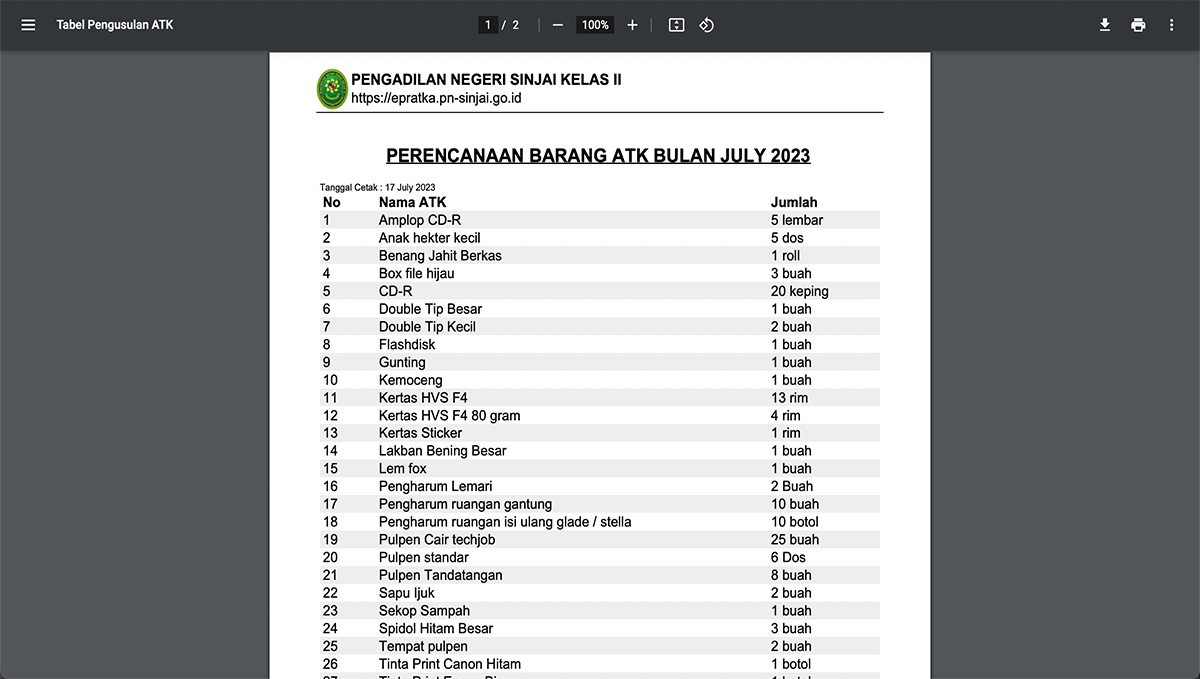 Tabel Pengusulan ATK
1 / 2
100%
PENGADILAN NEGERI SINJAI KELAS II
https://epratka.pn-sinjai.go.id
PERENCANAAN BARANG ATK BULAN JULY 2023
Tanggal Cetak : 17 July 2023
No Nama ATK Jumlah
1 Amplop CD-R 5 lembar
2 Anak hekter kecil 5 dos
3 Benang Jahit Berkas 1 roll
4 Box file hijau 3 buah
5 CD-R 20 keping
6 Double Tip Besar 1 buah
7 Double Tip Kecil 2 buah
8 Flashdisk 1 buah
9 Gunting 1 buah
10 Kemoceng 1 buah
11 Kertas HVS F4 13 rim
12 Kertas HVS F4 80 gram 4 rim
13 Kertas Sticker 1 rim
14 Lakban Bening Besar 1 buah
15 Lem fox 1 buah
16 Pengharum Lemari 2 Buah
17 Pengharum ruangan gantung 10 buah
18 Pengharum ruangan isi ulang glade / stella 10 botol
19 Pulpen Cair techjob 25 buah
20 Pulpen standar 6 Dos
21 Pulpen Tandatangan 8 buah
22 Sapu Ijuk 2 buah
23 Sekop Sampah 1 buah
24 Spidol Hitam Besar 3 buah
25 Tempat pulpen 2 buah
26 Tinta Print Canon Hitam 1 botol